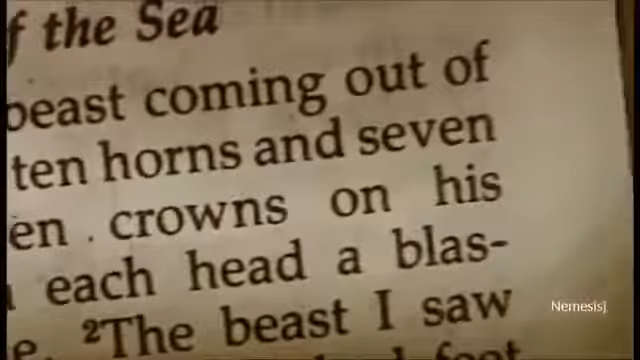 f the Sea
beast coming out of
ten horns and seven
en . crowns on his
each head a blas-
e. ²The beast I saw
foot
Nemesis]